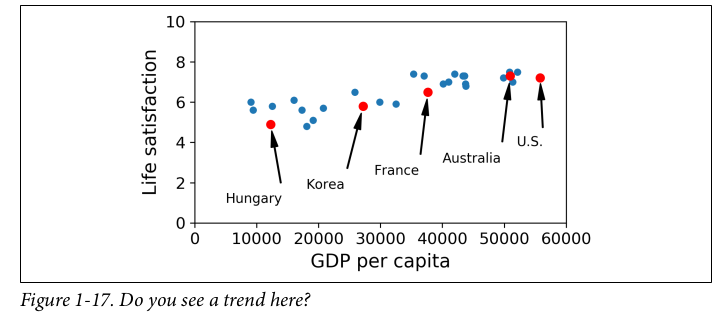 10
8
6
4
2
0
Life satisfaction
Hungary
Korea
France
Australia
U.S.
0 10000 20000 30000 40000 50000 60000
GDP per capita
Figure 1-17. Do you see a trend here?